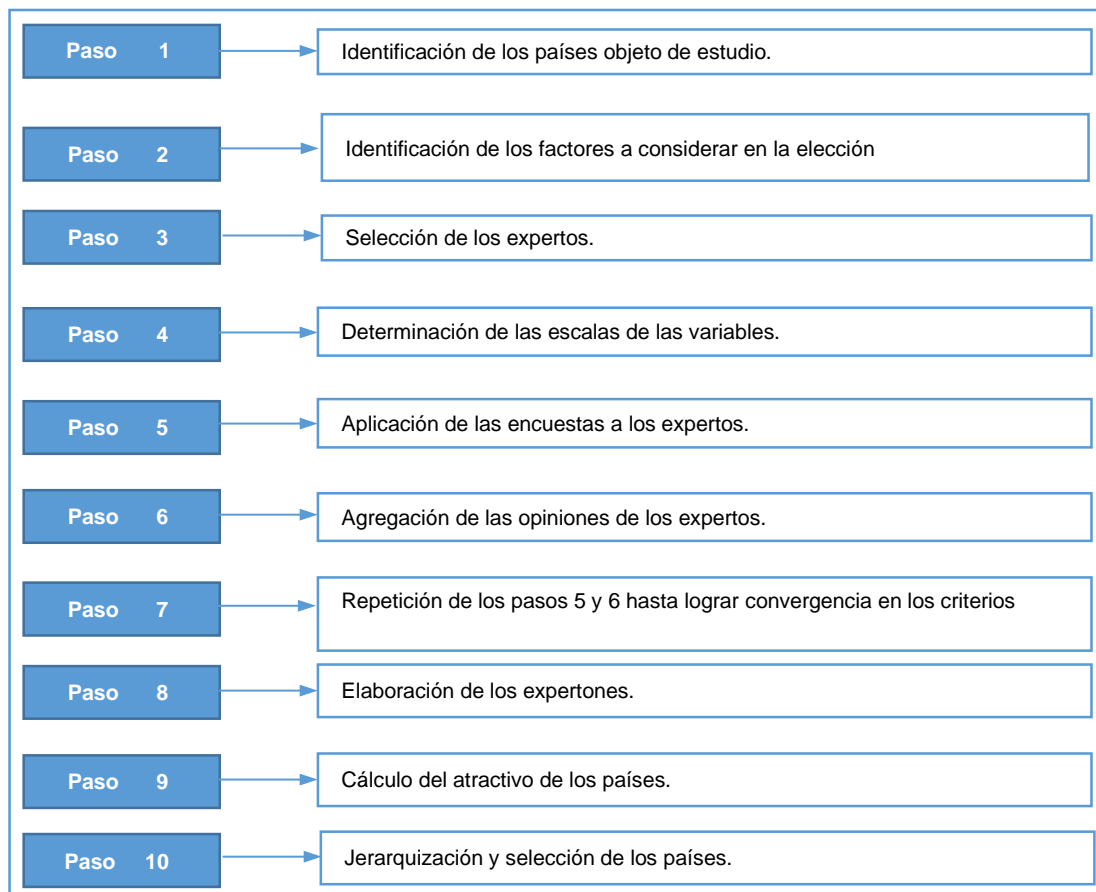 Paso 1
Identificación de los países objeto de estudio.
Paso 2
Identificación de los factores a considerar en la elección
Paso 3
Selección de los expertos.
Paso 4
Determinación de las escalas de las variables.
Paso 5
Aplicación de las encuestas a los expertos.
Paso 6
Agregación de las opiniones de los expertos.
Paso 7
Repetición de los pasos 5 y 6 hasta lograr convergencia en los criterios
Paso 8
Elaboración de los expertones.
Paso 9
Cálculo del atractivo de los países.
Paso 10
Jerarquización y selección de los países.